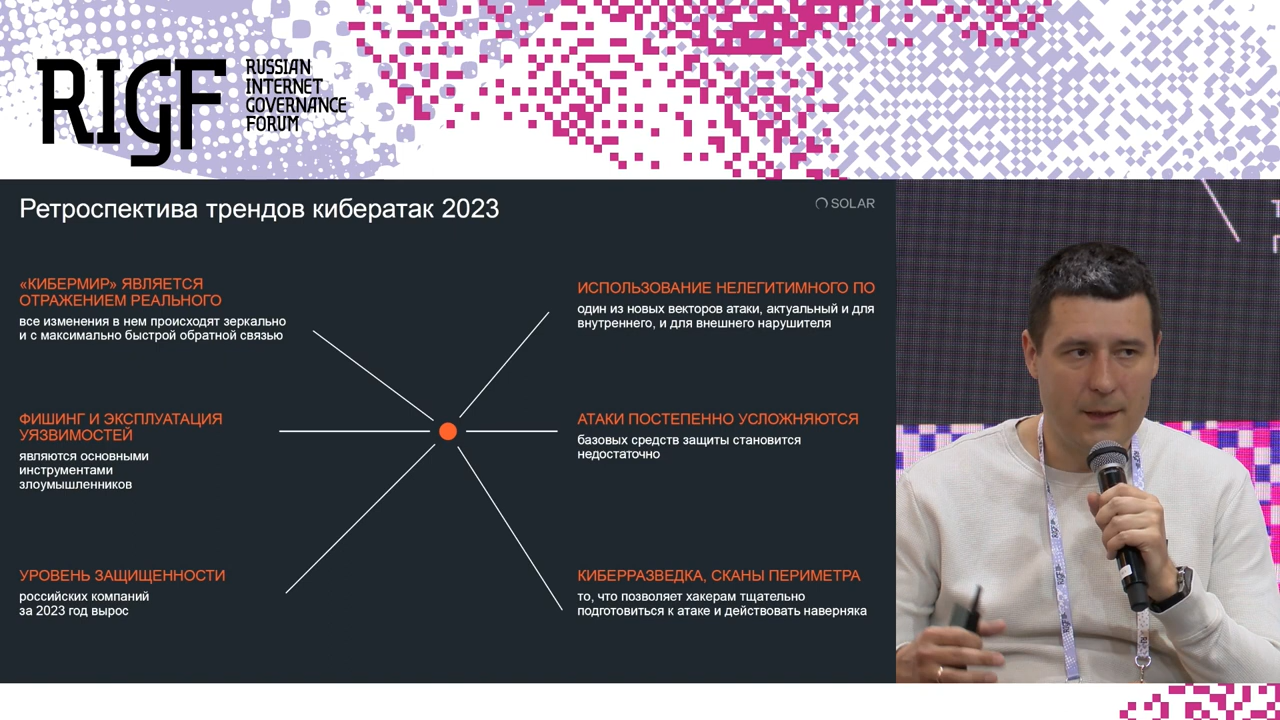 RIGF
RUSSIAN
INTERNET
GOVERNANCE
FORUM
Ретроспектива трендов кибератак 2023
SOLAR
«КИБЕРМИР» ЯВЛЯЕТСЯ
ОТРАЖЕНИЕМ РЕАЛЬНОГО
все изменения в нем происходят зеркально
и с максимально быстрой обратной связью
ФИШИНГ И ЭКСПЛУАТАЦИЯ
УЯЗВИМОСТЕЙ
являются основными
инструментами
злоумышленников
УРОВЕНЬ ЗАЩИЩЕННОСТИ
российских компаний
за 2023 год вырос
ИСПОЛЬЗОВАНИЕ НЕЛЕГИТИМНОГО ПО
один из новых векторов атаки, актуальный и для
внутреннего, и для внешнего нарушителя
АТАКИ ПОСТЕПЕННО УСЛОЖНЯЮТСЯ
базовых средств защиты становится
недостаточно
КИБЕРРАЗВЕДКА, СКАНЫ ПЕРИМЕТРА
то, что позволяет хакерам тщательно
подготовиться к атаке и действовать наверняка